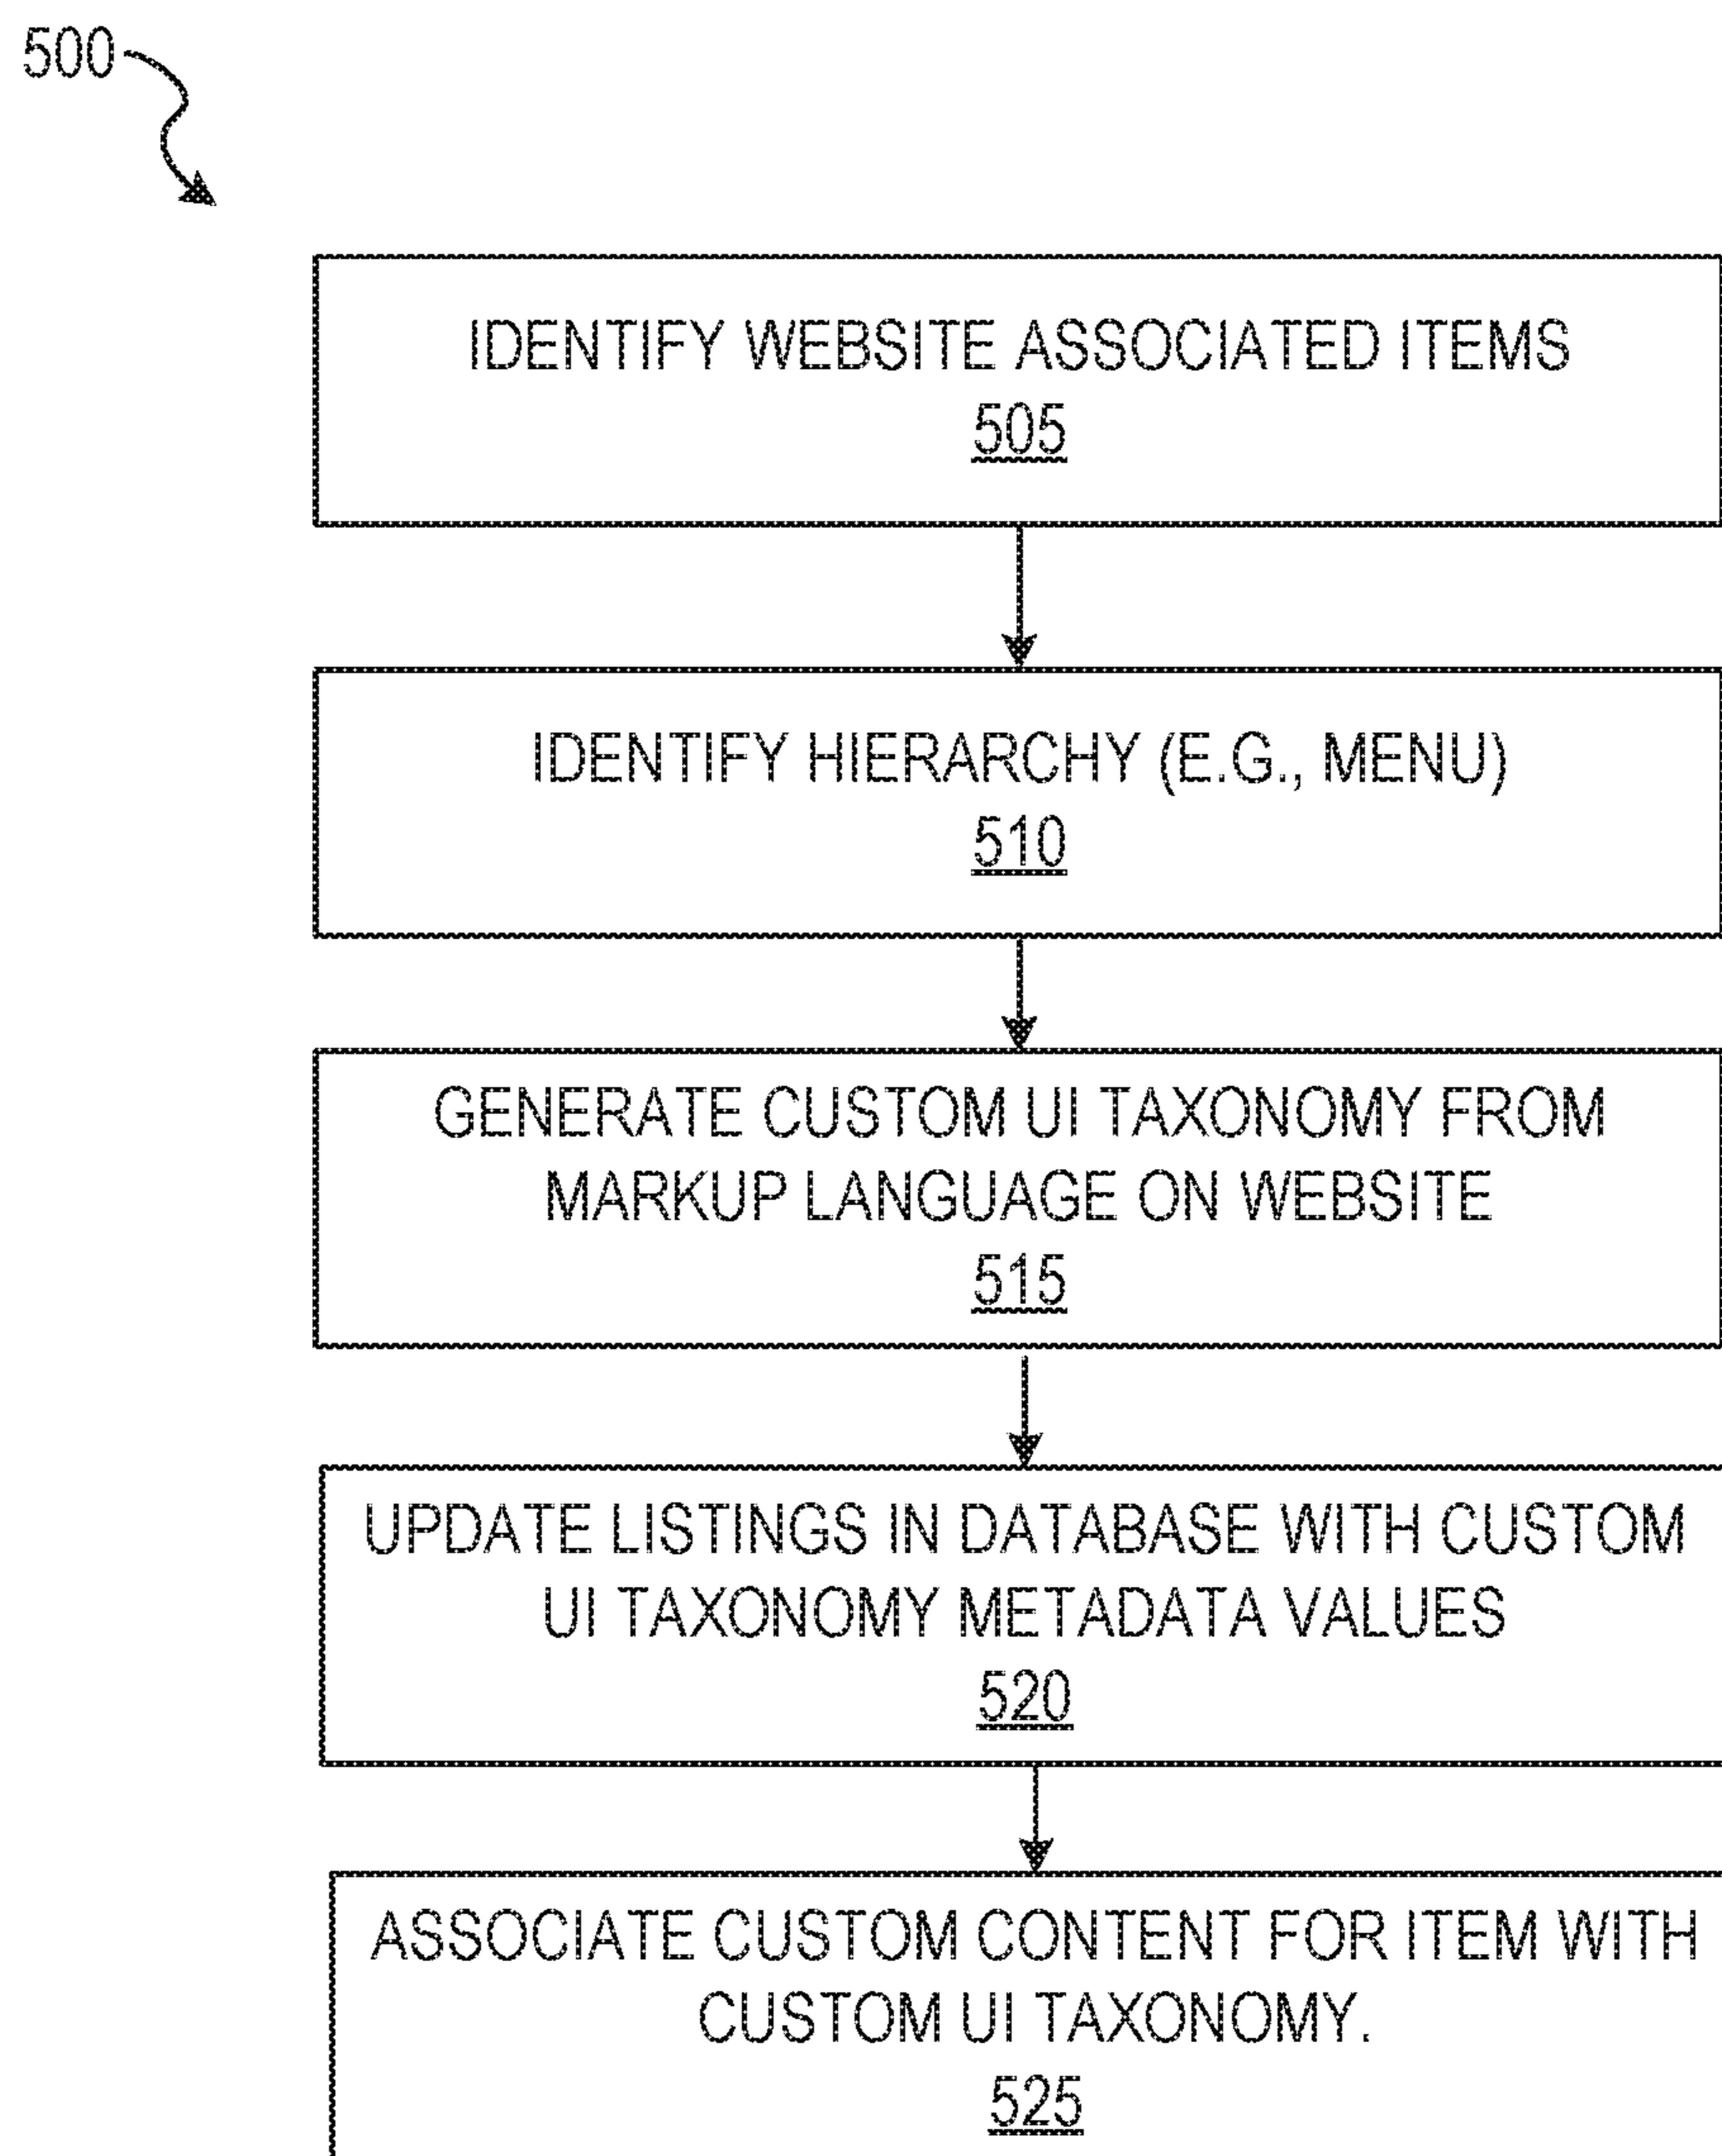 500
IDENTIFY WEBSITE ASSOCIATED ITEMS
505
IDENTIFY HIERARCHY (E.G., MENU)
510
GENERATE CUSTOM UI TAXONOMY FROM
MARKUP LANGUAGE ON WEBSITE
515
UPDATE LISTINGS IN DATABASE WITH CUSTOM
UI TAXONOMY METADATA VALUES
520
ASSOCIATE CUSTOM CONTENT FOR ITEM WITH
CUSTOM UI TAXONOMY.
525